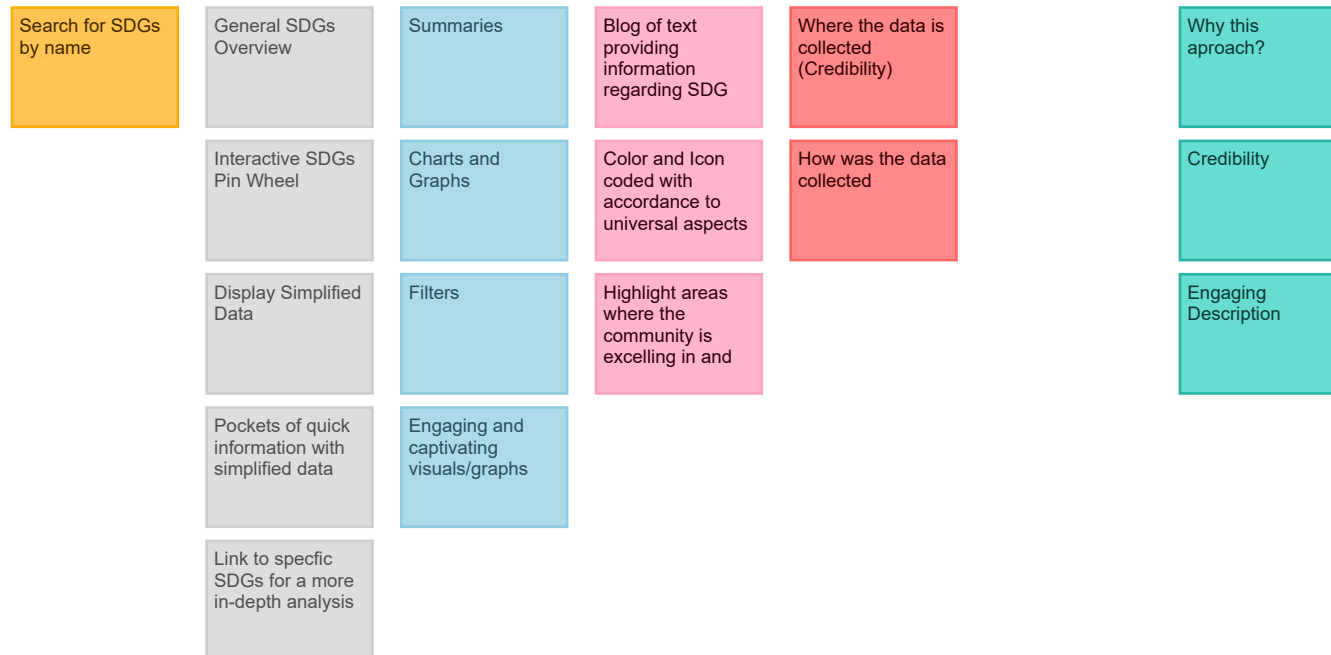 Search for SDGs
by name
General SDGs
Overview
Summaries
Blog of text
providing
information
regarding SDG
Where the data is
collected
(Credibility)
Why this
aproach?
Interactive SDGs
Pin Wheel
Charts and
Graphs
Color and Icon
coded with
accordance to
universal aspects
How was the data
collected
Credibility
Display Simplified
Data
Filters
Highlight areas
where the
community is
excelling in and
Engaging
Description
Pockets of quick
information with
simplified data
Engaging and
captivating
visuals/graphs
Link to specfic
SDGs for a more
in-depth analysis